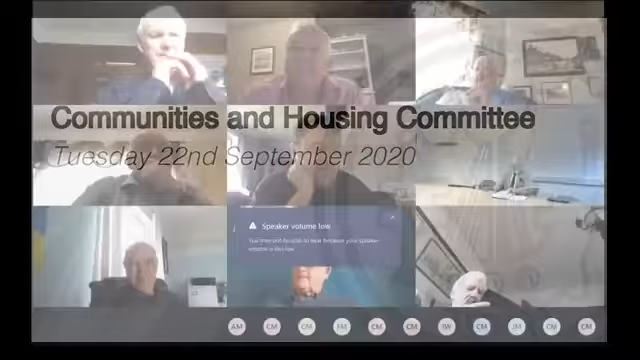 Communities and Housing Committee
Tuesday 22nd September 2020
Speaker volume low
AM CM CM FM CM CM IW CM JM CM CM